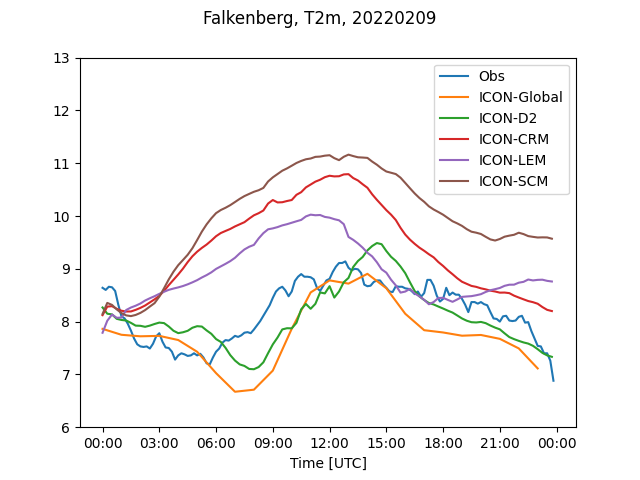 Falkenberg, T2m, 20220209
13
12
11
10
9
8
7
6
Obs
ICON-Global
ICON-D2
ICON-CRM
ICON-LEM
ICON-SCM
00:00 03:00 06:00 09:00 12:00 15:00 18:00 21:00 00:00
Time [UTC]